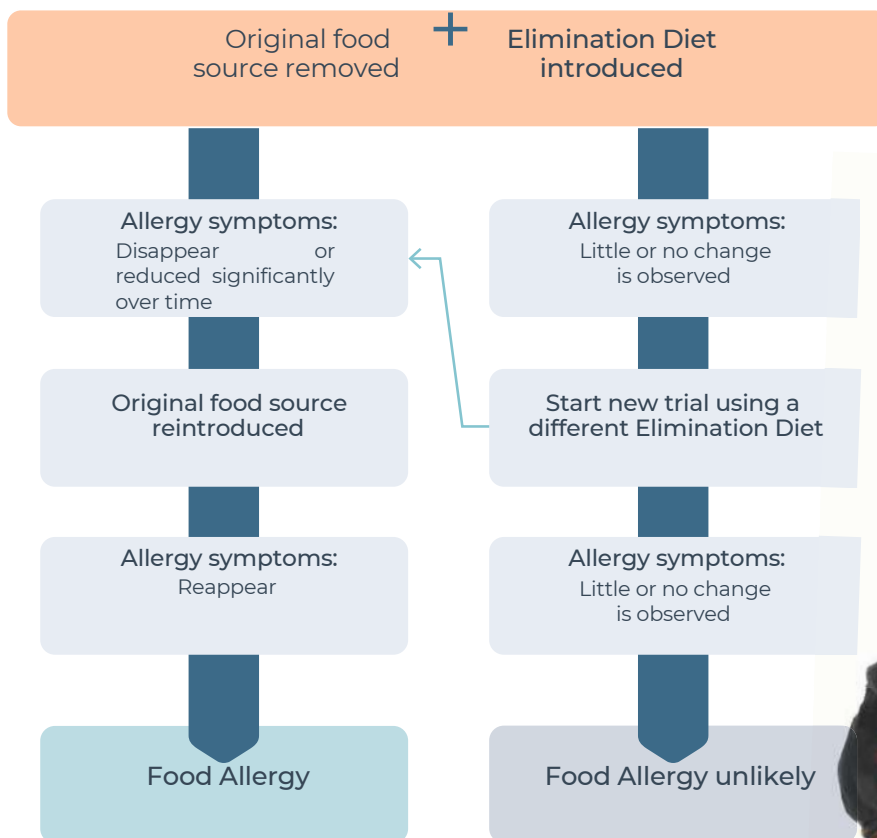 Original food
source removed
+
Elimination Diet
introduced
Allergy symptoms:
Disappear or
reduced significantly
over time
Original food source
reintroduced
Allergy symptoms:
Reappear
Food Allergy
Allergy symptoms:
Little or no change
is observed
Start new trial using a
different Elimination Diet
Allergy symptoms:
Little or no change
is observed
Food Allergy unlikely